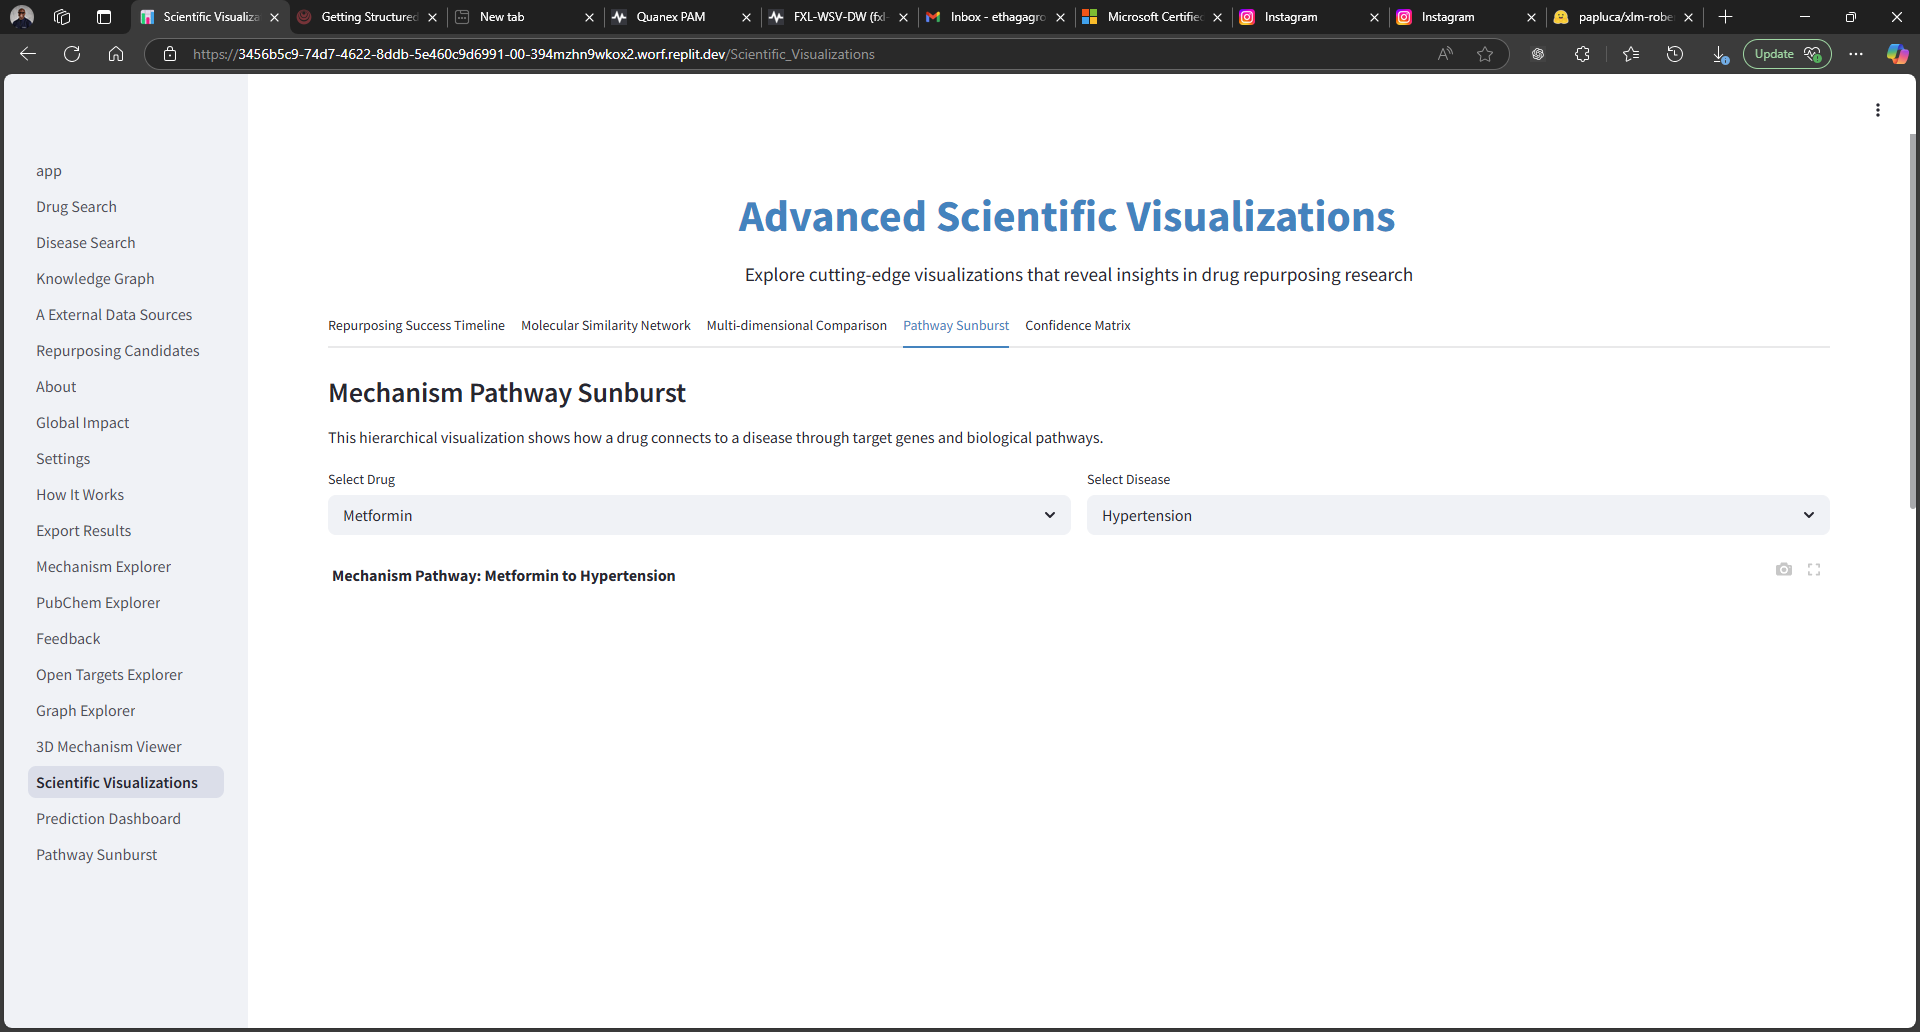 Scientific Visualiza
Getting Structured
New tab
Quanex PAM
FXL-WSV-DW (fxl-
Inbox - ethagagro
Microsoft Certified
Instagram
Instagram
papluca/xlm-robe
https://3456b5c9-74d7-4622-8ddb-5e460c9d6991-00-394mzhn9wkox2.worf.replit.dev/Scientific_Visualizations
Update
app
Drug Search
Disease Search
Knowledge Graph
A External Data Sources
Repurposing Candidates
About
Global Impact
Settings
How It Works
Export Results
Mechanism Explorer
PubChem Explorer
Feedback
Open Targets Explorer
Graph Explorer
3D Mechanism Viewer
Scientific Visualizations
Prediction Dashboard
Pathway Sunburst
Advanced Scientific Visualizations
Explore cutting-edge visualizations that reveal insights in drug repurposing research
Repurposing Success Timeline
Molecular Similarity Network
Multi-dimensional Comparison
Pathway Sunburst
Confidence Matrix
Mechanism Pathway Sunburst
This hierarchical visualization shows how a drug connects to a disease through target genes and biological pathways.
Select Drug
Select Disease
Metformin
Hypertension
Mechanism Pathway: Metformin to Hypertension